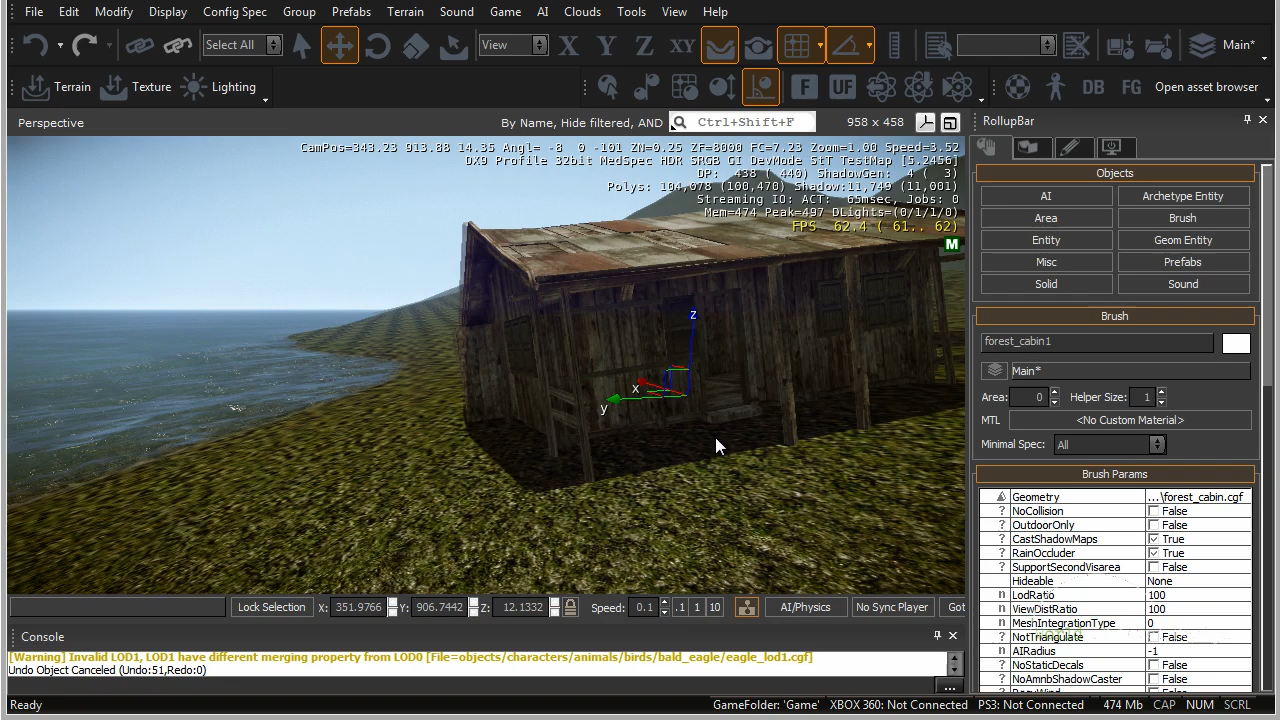 File Edit Modify Display Config Spec Group Prefabs Terrain Sound Game AI Clouds Tools View Help
Select All View X Y Z XY Main*
Terrain Texture Lighting F UF DB FG Open asset browser
Perspective By Name, Hide filtered, AND Ctrl+Shift+F 958 x 458
RollupBar
CamPos=343.23 913.88 14.35 Angl= -8 0 -101 ZN=0.25 ZF=8000 FC=7.23 Zoom=1.00 Speed=3.52
DX9 Profile 32bit MedSpec HDR SRGB GI DevMode StT TestMap [5.2456]
DP: 438 ( 440) ShadowGen: 4 ( 3)
Polys: 104,078 (100,470) Shadow:11,749 (11,001)
Streaming IO: ACT: 65msec, Jobs: 0
Mem=474 Peak=497 DLights=(0/1/1/0)
FPS 62.4 ( 61.. 62)
M
z
x
y
Objects
AI Archetype Entity
Area Brush
Entity Geom Entity
Misc Prefabs
Solid Sound
Brush
forest_cabin1
Main*
Area: 0 Helper Size: 1
MTL <No Custom Material>
Minimal Spec: All
Brush Params
Geometry ...\forest_cabin.cgf
? NoCollision False
? OutdoorOnly False
? CastShadowMaps True
? RainOccluder True
? SupportSecondVisarea False
Hideable None
n LodRatio 100
n ViewDistRatio 100
n MeshIntegrationType 0
? NotTriangulate False
n AIRadius -1
? NoStaticDecals False
? NoAmnbShadowCaster False
Lock Selection X: 351.9766 Y: 906.7442 Z: 12.1332 Speed: 0.1 .1 1 10 AI/Physics No Sync Player Got
Console
[Warning] Invalid LOD1, LOD1 have different merging property from LOD0 [File=objects/characters/animals/birds/bald_eagle/eagle_lod1.cgf]
Undo Object Canceled (Undo:51,Redo:0)
...
Ready GameFolder: 'Game' XBOX 360: Not Connected PS3: Not Connected 474 Mb CAP NUM SCRL